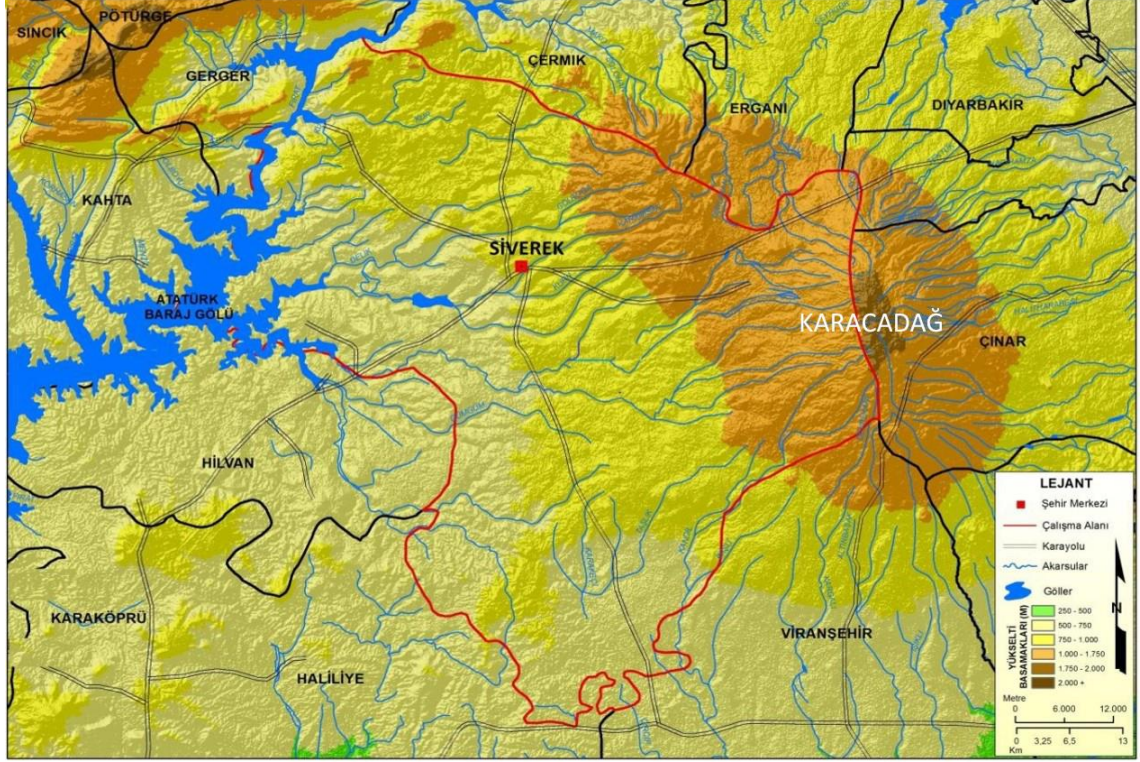 PÖTÜRGE
SINCIK
GERGER
ÇERMIK
ERGANI
DIYARBAKIR
KAHTA
SİVEREK
ATATÜRK
BARAJ GÖLÜ
KARACADAĞ
ÇINAR
HİLVAN
KARAKÖPRÜ
HALİLİYE
VİRANŞEHİR
LEJANT
Şehir Merkezi
Çalışma Alanı
Karayolu
Akarsular
Göller
N
YÜKSELTİ
BASAMAKLARI (M)
250 - 500
500 - 750
750 - 1.000
1.000 - 1.750
1.750 - 2.000
2.000 +
Metre
0 6.000 12.000
0 3,25 6,5 13
Km